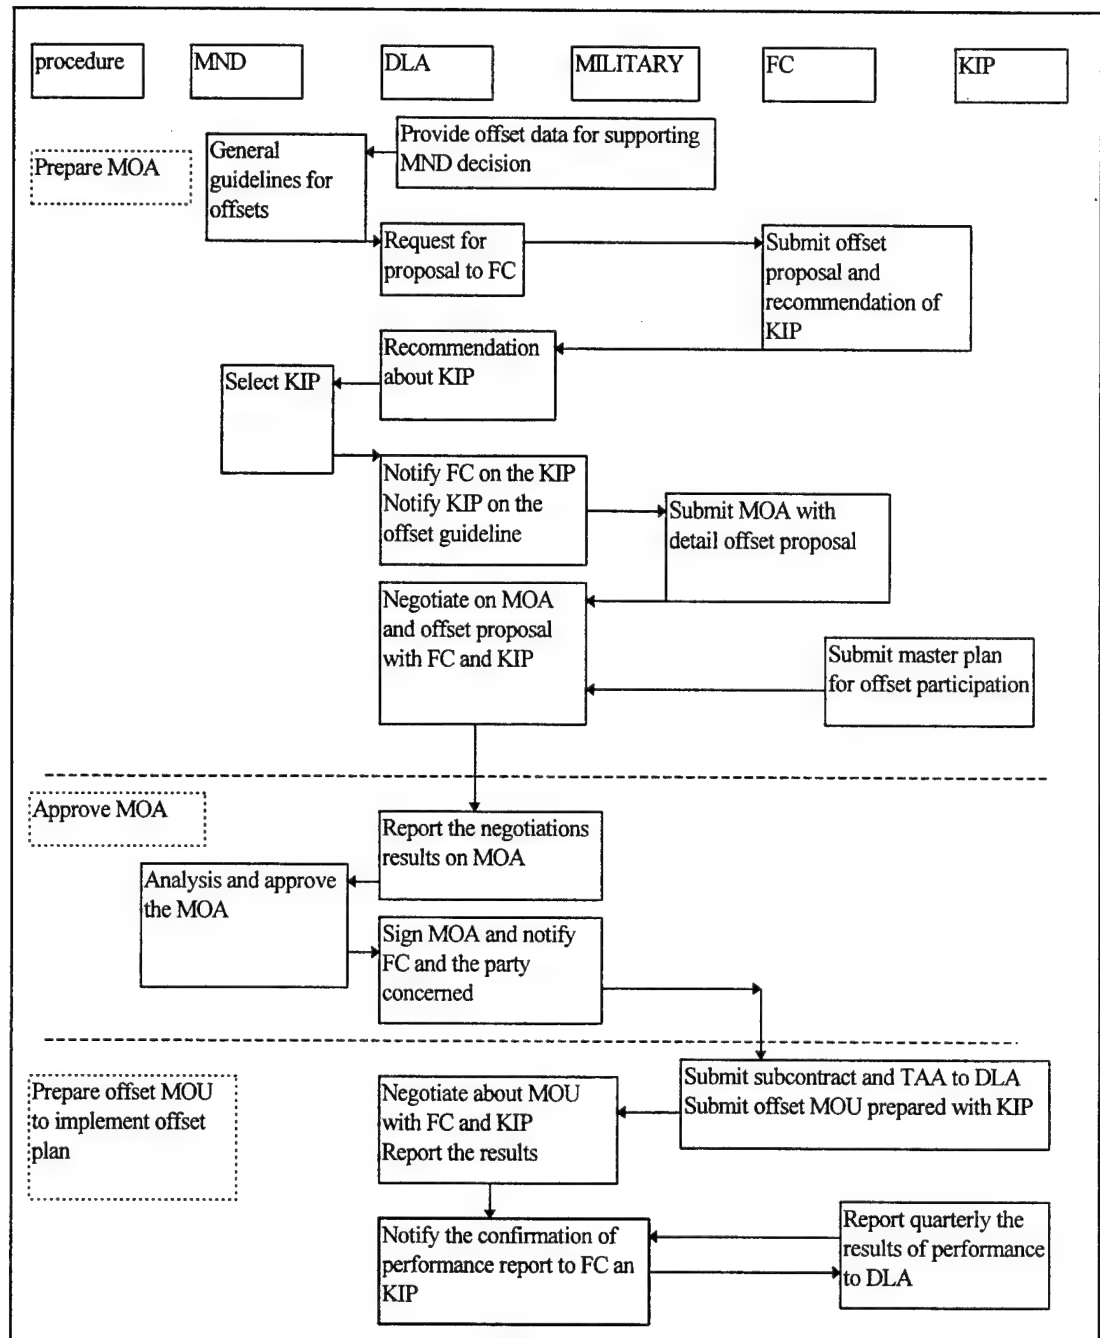 procedure
MND
DLA
MILITARY
FC
KIP
Prepare MOA
General
guidelines for
offsets
Provide offset data for supporting
MND decision
Request for
proposal to FC
Submit offset
proposal and
recommendation of
KIP
Recommendation
about KIP
Select KIP
Notify FC on the KIP
Notify KIP on the
offset guideline
Submit MOA with
detail offset proposal
Negotiate on MOA
and offset proposal
with FC and KIP
Submit master plan
for offset participation
Approve MOA
Report the negotiations
results on MOA
Analysis and approve
the MOA
Sign MOA and notify
FC and the party
concerned
Prepare offset MOU
to implement offset
plan
Negotiate about MOU
with FC and KIP
Report the results
Submit subcontract and TAA to DLA
Submit offset MOU prepared with KIP
Notify the confirmation of
performance report to FC an
KIP
Report quarterly the
results of performance
to DLA